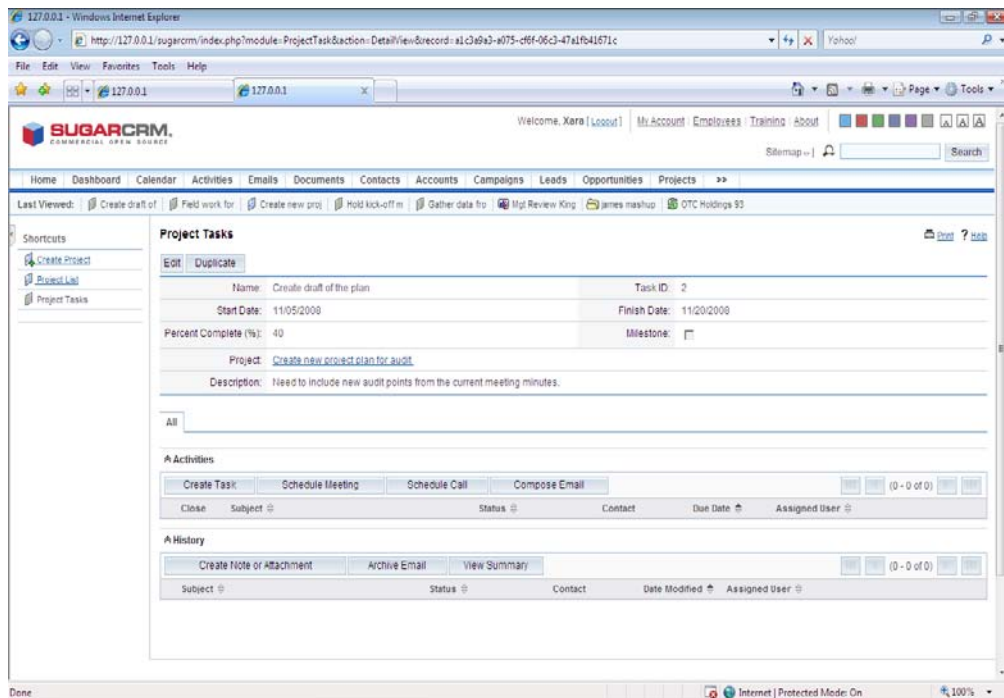 127.0.0.1 - Windows Internet Explorer
http://127.0.0.1/sugarcrm/index.php?module=ProjectTask&action=DetailView&record=a1c3a9a3-a075-cf6f-06c3-47a1fb41671c Yahoo!
File Edit View Favorites Tools Help
127.0.0.1 127.0.0.1 Page Tools
Welcome, Xara [ Logout ] My Account Employees Training About A A A
SUGARCRM.
COMMERCIAL OPEN SOURCE
Sitemap Search
Home Dashboard Calendar Activities Emails Documents Contacts Accounts Campaigns Leads Opportunities Projects >>
Last Viewed: Create draft of Field work for Create new proj Hold kick-off m Gather data fro Mgt Review King james mashup OTC Holdings 93
Shortcuts
Create Project
Project List
Project Tasks
Project Tasks Print ? Help
Edit Duplicate
Name: Create draft of the plan Task ID: 2
Start Date: 11/05/2008 Finish Date: 11/20/2008
Percent Complete (%): 40 Milestone:
Project: Create new project plan for audit
Description: Need to include new audit points from the current meeting minutes.
All
Activities
Create Task Schedule Meeting Schedule Call Compose Email (0 - 0 of 0)
Close Subject Status Contact Due Date Assigned User
History
Create Note or Attachment Archive Email View Summary (0 - 0 of 0)
Subject Status Contact Date Modified Assigned User
Done Internet | Protected Mode: On 100%